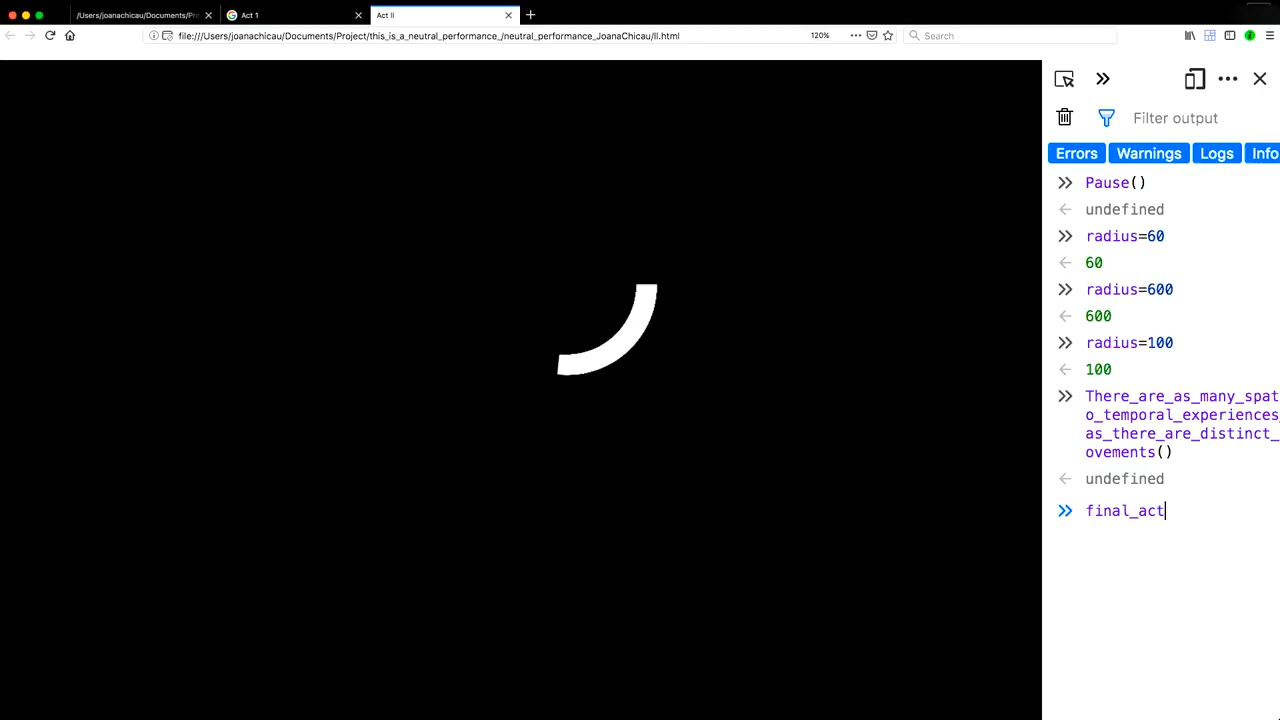 /Users/joanachicau/Documents/Pr
Act 1
Act II
file:///Users/joanachicau/Documents/Project/this_is_a_neutral_performance_/neutral_performance_JoanaChicau/II.html
120%
Search
Filter output
Errors
Warnings
Logs
Info
Pause()
undefined
radius=60
60
radius=600
600
radius=100
100
There_are_as_many_spat
o_temporal_experiences_
as_there_are_distinct_
ovements()
undefined
final_act